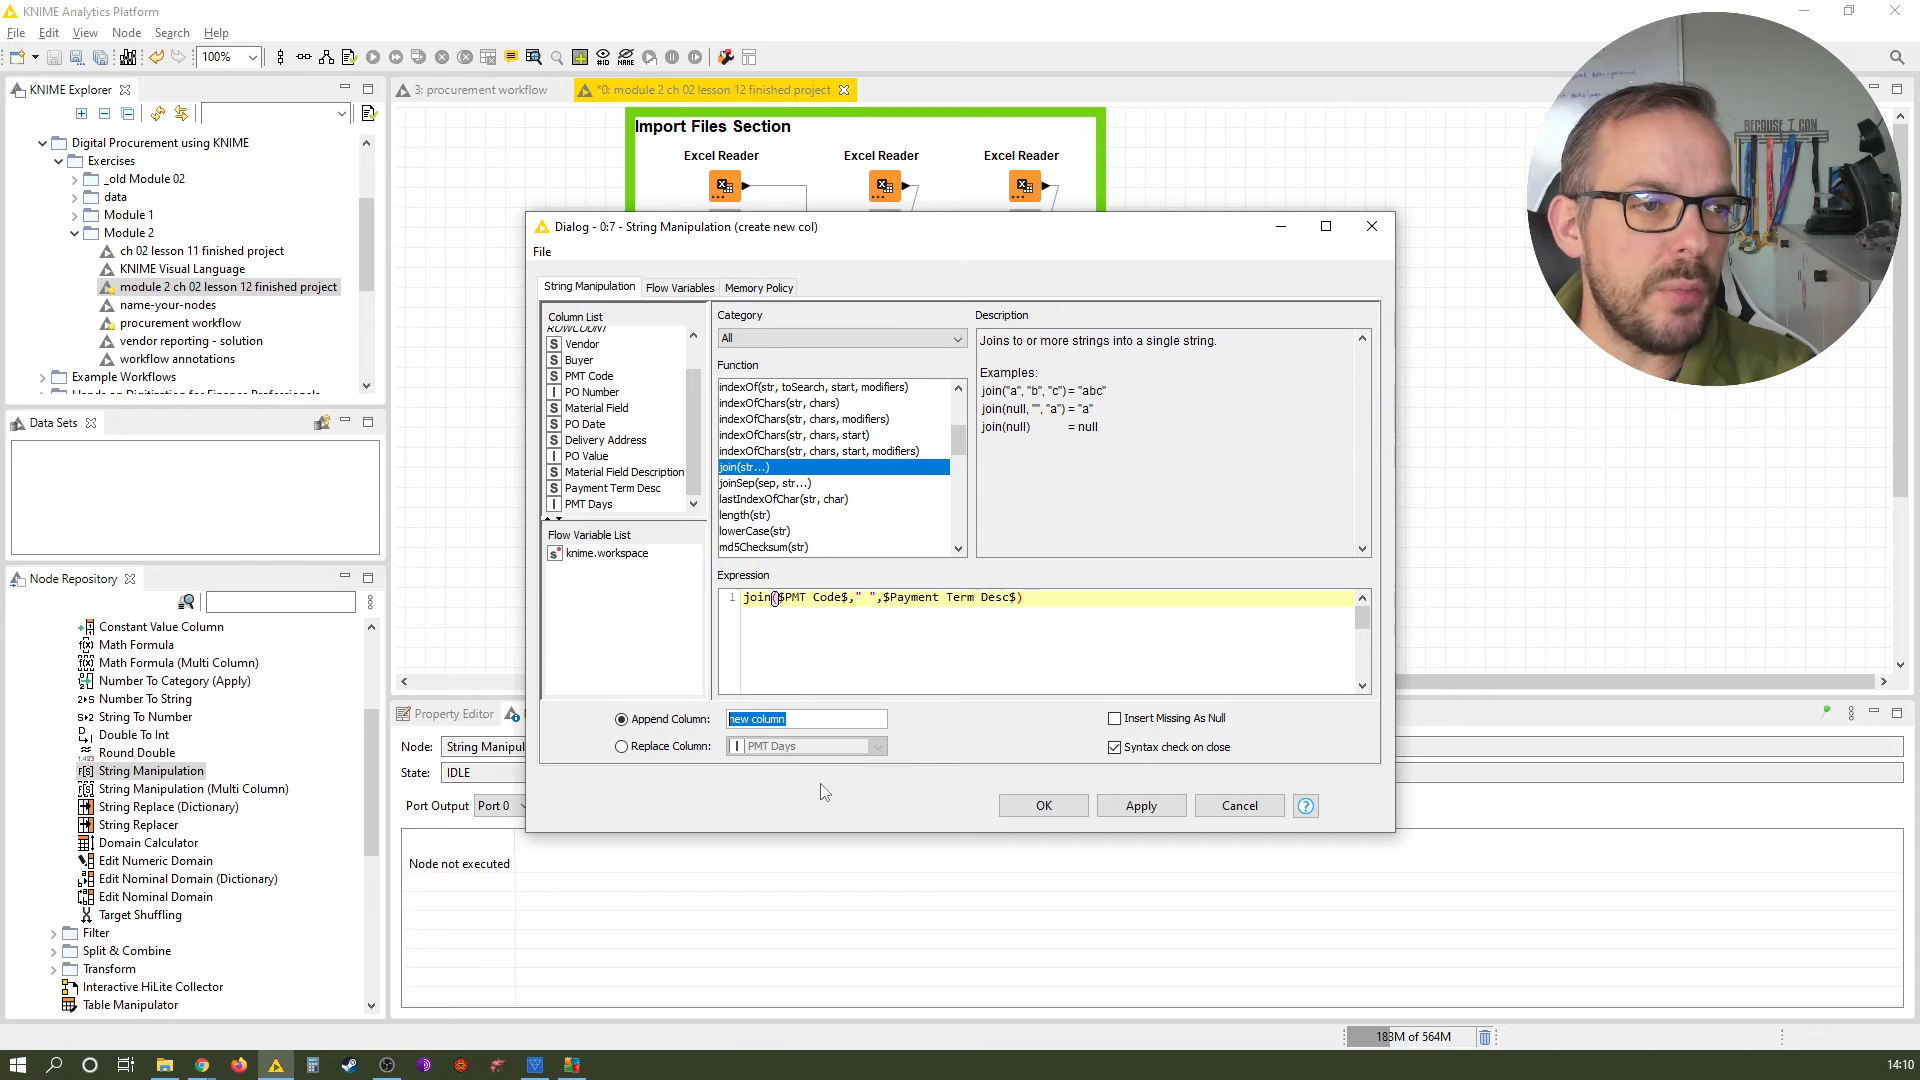 KNIME Analytics Platform
File Edit View Node Search Help
100%
KNIME Explorer
3: procurement workflow
*0: module 2 ch 02 lesson 12 finished project
Digital Procurement using KNIME
Exercises
_old Module 02
data
Module 1
Module 2
ch 02 lesson 11 finished project
KNIME Visual Language
module 2 ch 02 lesson 12 finished project
name-your-nodes
procurement workflow
vendor reporting - solution
workflow annotations
Example Workflows
Hands on Digitization for Finance Professionals
Import Files Section
Excel Reader Excel Reader Excel Reader
BECAUSE I CAN
Data Sets
Node Repository
Constant Value Column
Math Formula
Math Formula (Multi Column)
Number To Category (Apply)
Number To String
String To Number
Double To Int
Round Double
String Manipulation
String Manipulation (Multi Column)
String Replace (Dictionary)
String Replacer
Domain Calculator
Edit Numeric Domain
Edit Nominal Domain (Dictionary)
Edit Nominal Domain
Target Shuffling
Filter
Split & Combine
Transform
Interactive HiLite Collector
Table Manipulator
Dialog - 0:7 - String Manipulation (create new col)
File
String Manipulation Flow Variables Memory Policy
Column List
ROWCOUNT
S Vendor
S Buyer
S PMT Code
I PO Number
S Material Field
S PO Date
S Delivery Address
I PO Value
S Material Field Description
S Payment Term Desc
I PMT Days
Flow Variable List
s knime.workspace
Category
All
Function
indexOf(str, toSearch, start, modifiers)
indexOfChars(str, chars)
indexOfChars(str, chars, modifiers)
indexOfChars(str, chars, start)
indexOfChars(str, chars, start, modifiers)
join(str...)
joinSep(sep, str...)
lastIndexOfChar(str, char)
length(str)
lowerCase(str)
md5Checksum(str)
Description
Joins to or more strings into a single string.
Examples:
join("a", "b", "c") = "abc"
join(null, "", "a") = "a"
join(null) = null
Expression
1 join($PMT Code$," ",$Payment Term Desc$)
Append Column: new column
Insert Missing As Null
Replace Column: I PMT Days
Syntax check on close
OK Apply Cancel
Property Editor
Node: String Manipul
State: IDLE
Port Output Port 0
Node not executed
183M of 564M
14:10